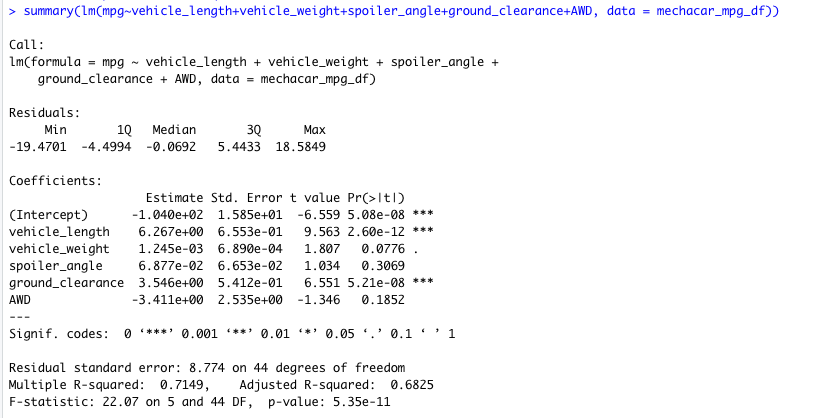 > summary(lm(mpg~vehicle_length+vehicle_weight+spoiler_angle+ground_clearance+AWD, data = mechacar_mpg_df))

Call:
lm(formula = mpg ~ vehicle_length + vehicle_weight + spoiler_angle +
    ground_clearance + AWD, data = mechacar_mpg_df)

Residuals:
     Min       1Q   Median       3Q      Max
-19.4701  -4.4994  -0.0692   5.4433  18.5849

Coefficients:
                   Estimate Std. Error t value Pr(>|t|)
(Intercept)      -1.040e+02  1.585e+01  -6.559 5.08e-08 ***
vehicle_length    6.267e+00  6.553e-01   9.563 2.60e-12 ***
vehicle_weight    1.245e-03  6.890e-04   1.807   0.0776 .
spoiler_angle     6.877e-02  6.653e-02   1.034   0.3069
ground_clearance  3.546e+00  5.412e-01   6.551 5.21e-08 ***
AWD              -3.411e+00  2.535e+00  -1.346   0.1852
---
Signif. codes:  0 ‘***’ 0.001 ‘**’ 0.01 ‘*’ 0.05 ‘.’ 0.1 ‘ ’ 1

Residual standard error: 8.774 on 44 degrees of freedom
Multiple R-squared:  0.7149,	Adjusted R-squared:  0.6825
F-statistic: 22.07 on 5 and 44 DF,  p-value: 5.35e-11